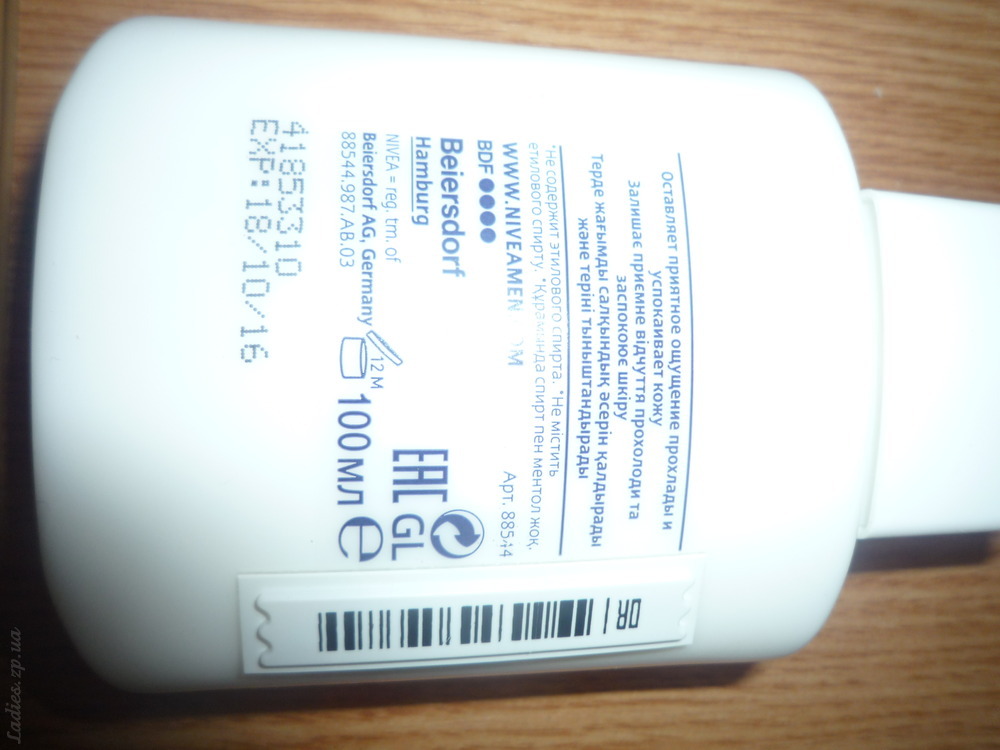 Оставляет приятное ощущение прохлады и
успокаивает кожу
Залишає приємне відчуття прохолоди та
заспокоює шкіру
Терде жағымды салқындық әсерін қалдырады
және теріні тыныштандырады
*Не содержит этилового спирта. *Не містить
етилового спирту. *Құрамында спирт пен ментол жоқ.
WWW.NIVEAMEN
Арт. 88544
BDF
Beiersdorf
Hamburg
NIVEA = reg. tm. of
Beiersdorf AG, Germany
88544.987.AB.03
12 M
EAC
GL
100 МЛ e
41853310
EXP:18/10/16
DR
Ladies.zp.ua